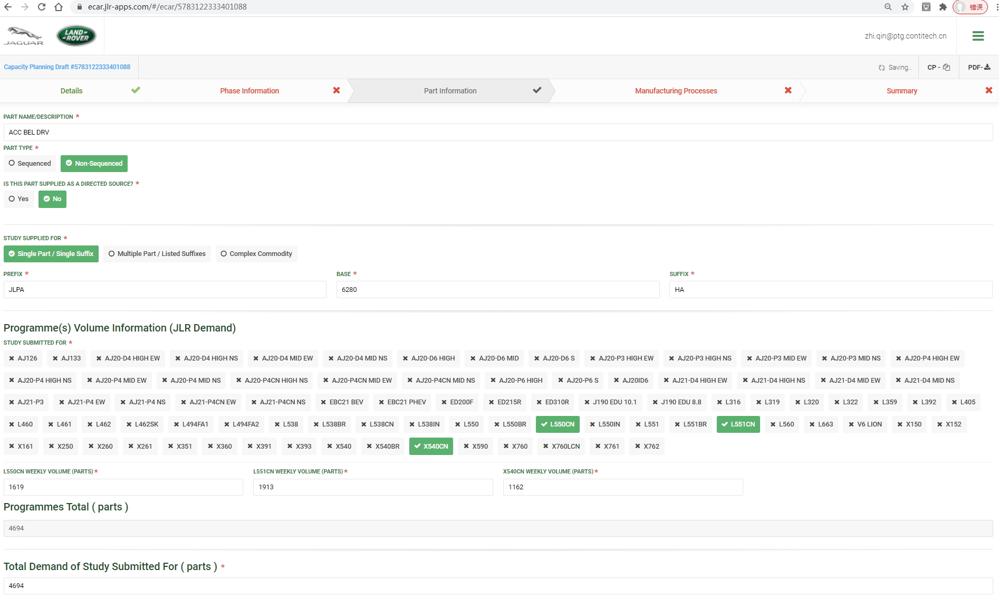 ecar.jlr-apps.com/#/ecar/5783122333401088
错误
JAGUAR
LAND-
-ROVER
zhi.qin@ptg.contitech.cn
Capacity Planning Draft #5783122333401088
Saving..
CP -
PDF-
Details
Phase Information
Part Information
Manufacturing Processes
Summary
PART NAME/DESCRIPTION *
ACC BEL DRV
PART TYPE *
Sequenced Non-Sequenced
IS THIS PART SUPPLIED AS A DIRECTED SOURCE? *
Yes No
STUDY SUPPLIED FOR *
Single Part / Single Suffix Multiple Part / Listed Suffixes Complex Commodity
PREFIX * BASE * SUFFIX *
JLPA 6280 HA
Programme(s) Volume Information (JLR Demand)
STUDY SUBMITTED FOR *
AJ126 AJ133 AJ20-D4 HIGH EW AJ20-D4 HIGH NS AJ20-D4 MID EW AJ20-D4 MID NS AJ20-D6 HIGH AJ20-D6 MID AJ20-D6 S AJ20-P3 HIGH EW AJ20-P3 HIGH NS AJ20-P3 MID EW AJ20-P3 MID NS AJ20-P4 HIGH EW
AJ20-P4 HIGH NS AJ20-P4 MID EW AJ20-P4 MID NS AJ20-P4CN HIGH NS AJ20-P4CN MID EW AJ20-P4CN MID NS AJ20-P6 HIGH AJ20-P6 S AJ20ID6 AJ21-D4 HIGH EW AJ21-D4 HIGH NS AJ21-D4 MID EW AJ21-D4 MID NS
AJ21-P3 AJ21-P4 EW AJ21-P4 NS AJ21-P4CN EW AJ21-P4CN NS EBC21 BEV EBC21 PHEV ED200F ED215R ED310R J190 EDU 10.1 J190 EDU 8.8 L316 L319 L320 L322 L359 L392 L405
L460 L461 L462 L462SK L494FA1 L494FA2 L538 L538BR L538CN L538IN L550 L550BR L550CN L550IN L551 L551BR L551CN L560 L663 V6 LION X150 X152
X161 X250 X260 X261 X351 X360 X391 X393 X540 X540BR X540CN X590 X760 X760LCN X761 X762
L550CN WEEKLY VOLUME (PARTS) * L551CN WEEKLY VOLUME (PARTS) * X540CN WEEKLY VOLUME (PARTS) *
1619 1913 1162
Programmes Total ( parts )
4694
Total Demand of Study Submitted For ( parts ) *
4694